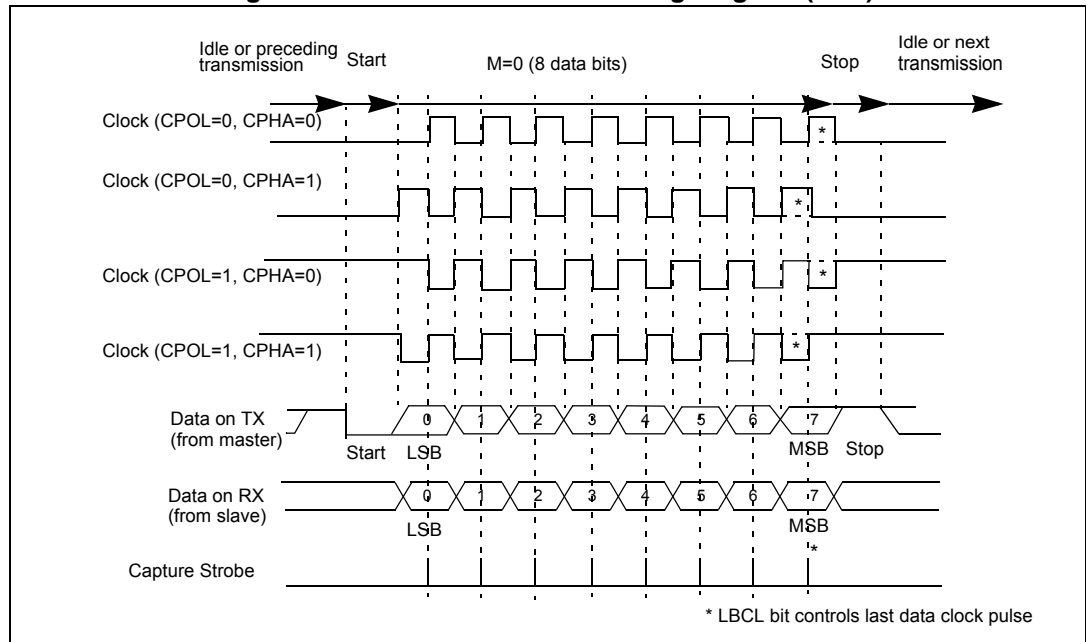 Idle or preceding
transmission
Start
M=0 (8 data bits)
Stop
Idle or next
transmission
Clock (CPOL=0, CPHA=0)
*
Clock (CPOL=0, CPHA=1)
*
Clock (CPOL=1, CPHA=0)
*
Clock (CPOL=1, CPHA=1)
*
Data on TX
(from master)
0 1 2 3 4 5 6 7
Start LSB MSB Stop
Data on RX
(from slave)
0 1 2 3 4 5 6 7
LSB MSB
*
Capture Strobe
* LBCL bit controls last data clock pulse